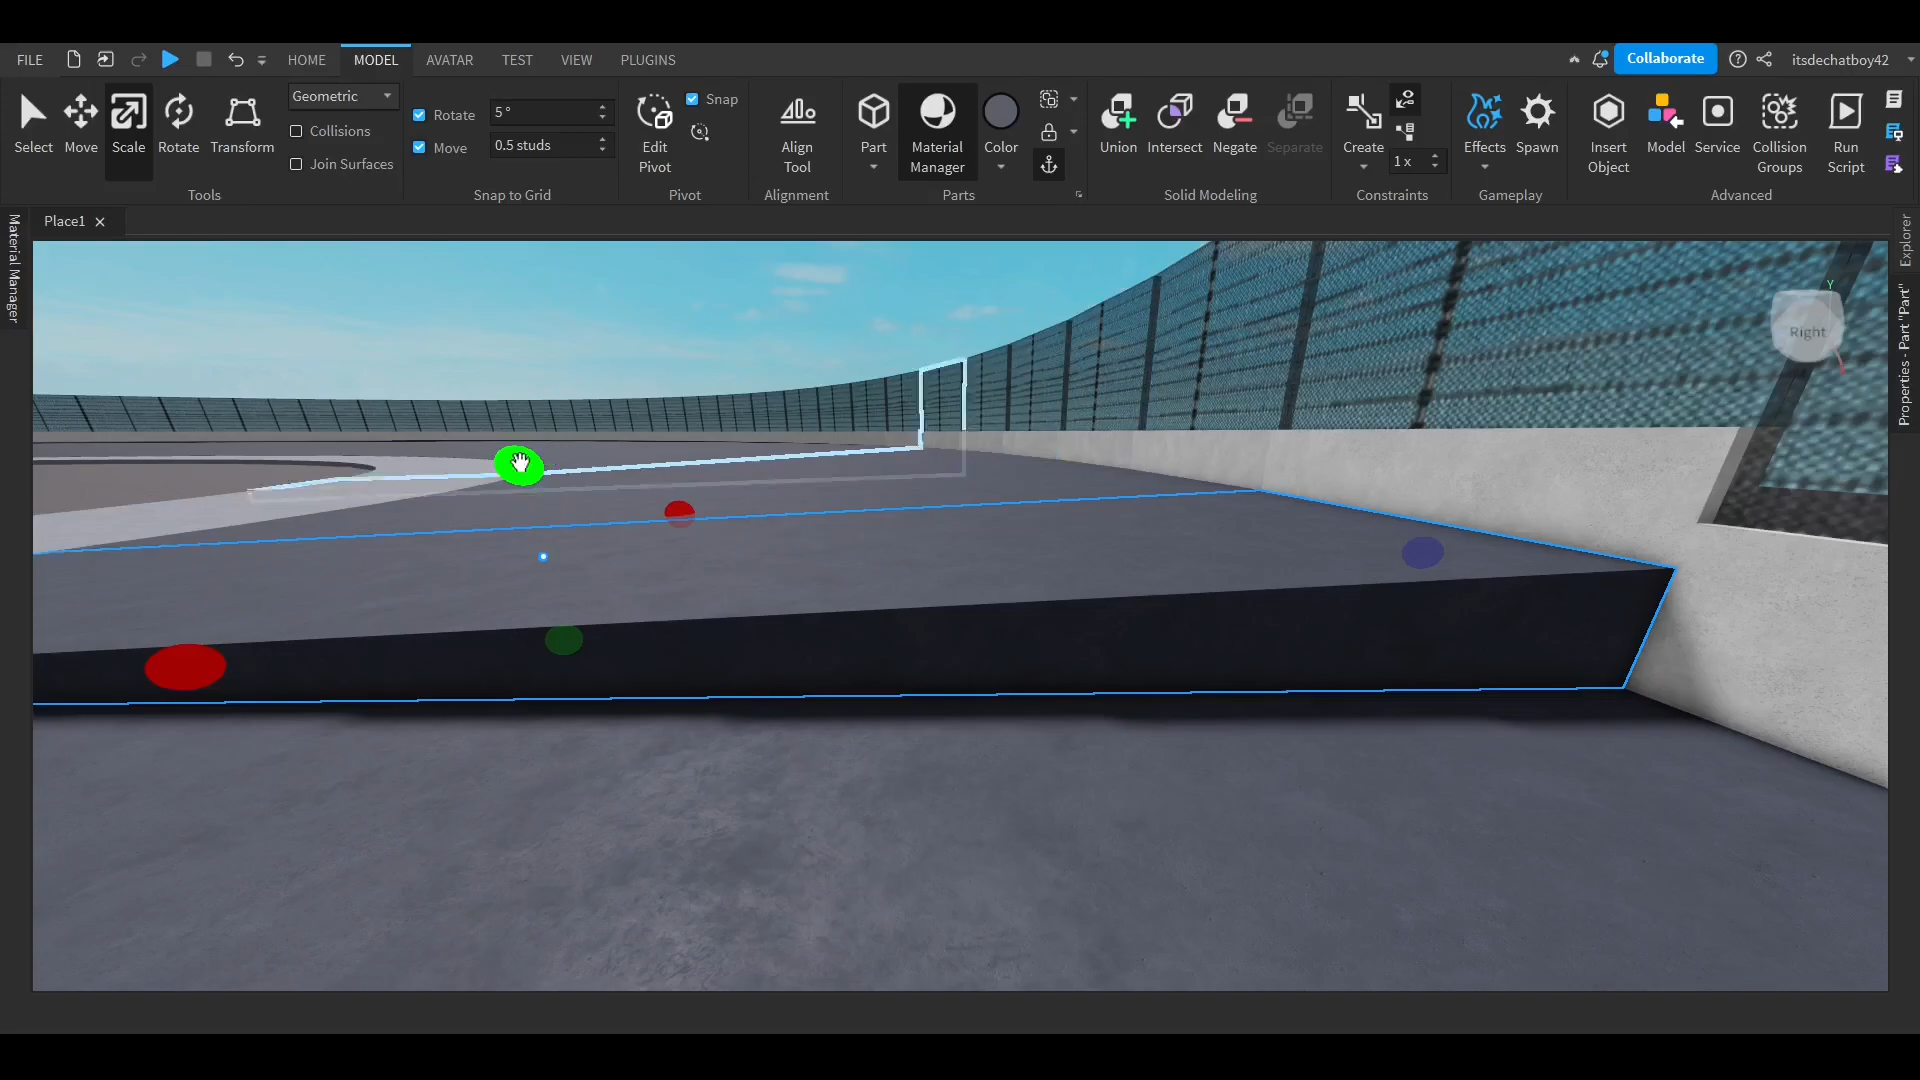 FILE HOME MODEL AVATAR TEST VIEW PLUGINS Collaborate itsdechatboy42
Select Move Scale Rotate Transform
Geometric
Collisions
Join Surfaces
Tools
Rotate 5 °
Move 0.5 studs
Snap to Grid
Edit Pivot
Snap
Pivot
Align Tool
Alignment
Part
Material Manager
Color
Parts
Union Intersect Negate Separate
Solid Modeling
Create
1 x
Constraints
Effects Spawn
Gameplay
Insert Object
Model
Service
Collision Groups
Run Script
Advanced
Place1
Material Manager
Explorer
Properties - Part "Part"
Y
Right